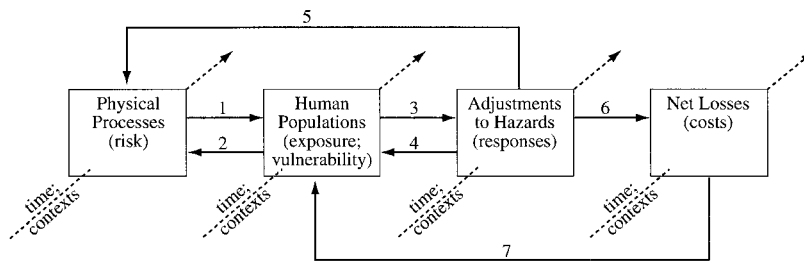 5
Physical
Processes
(risk)
1
2
Human
Populations
(exposure;
vulnerability)
3
4
Adjustments
to Hazards
(responses)
6
Net Losses
(costs)
time;
contexts
time;
contexts
time;
contexts
time;
contexts
7